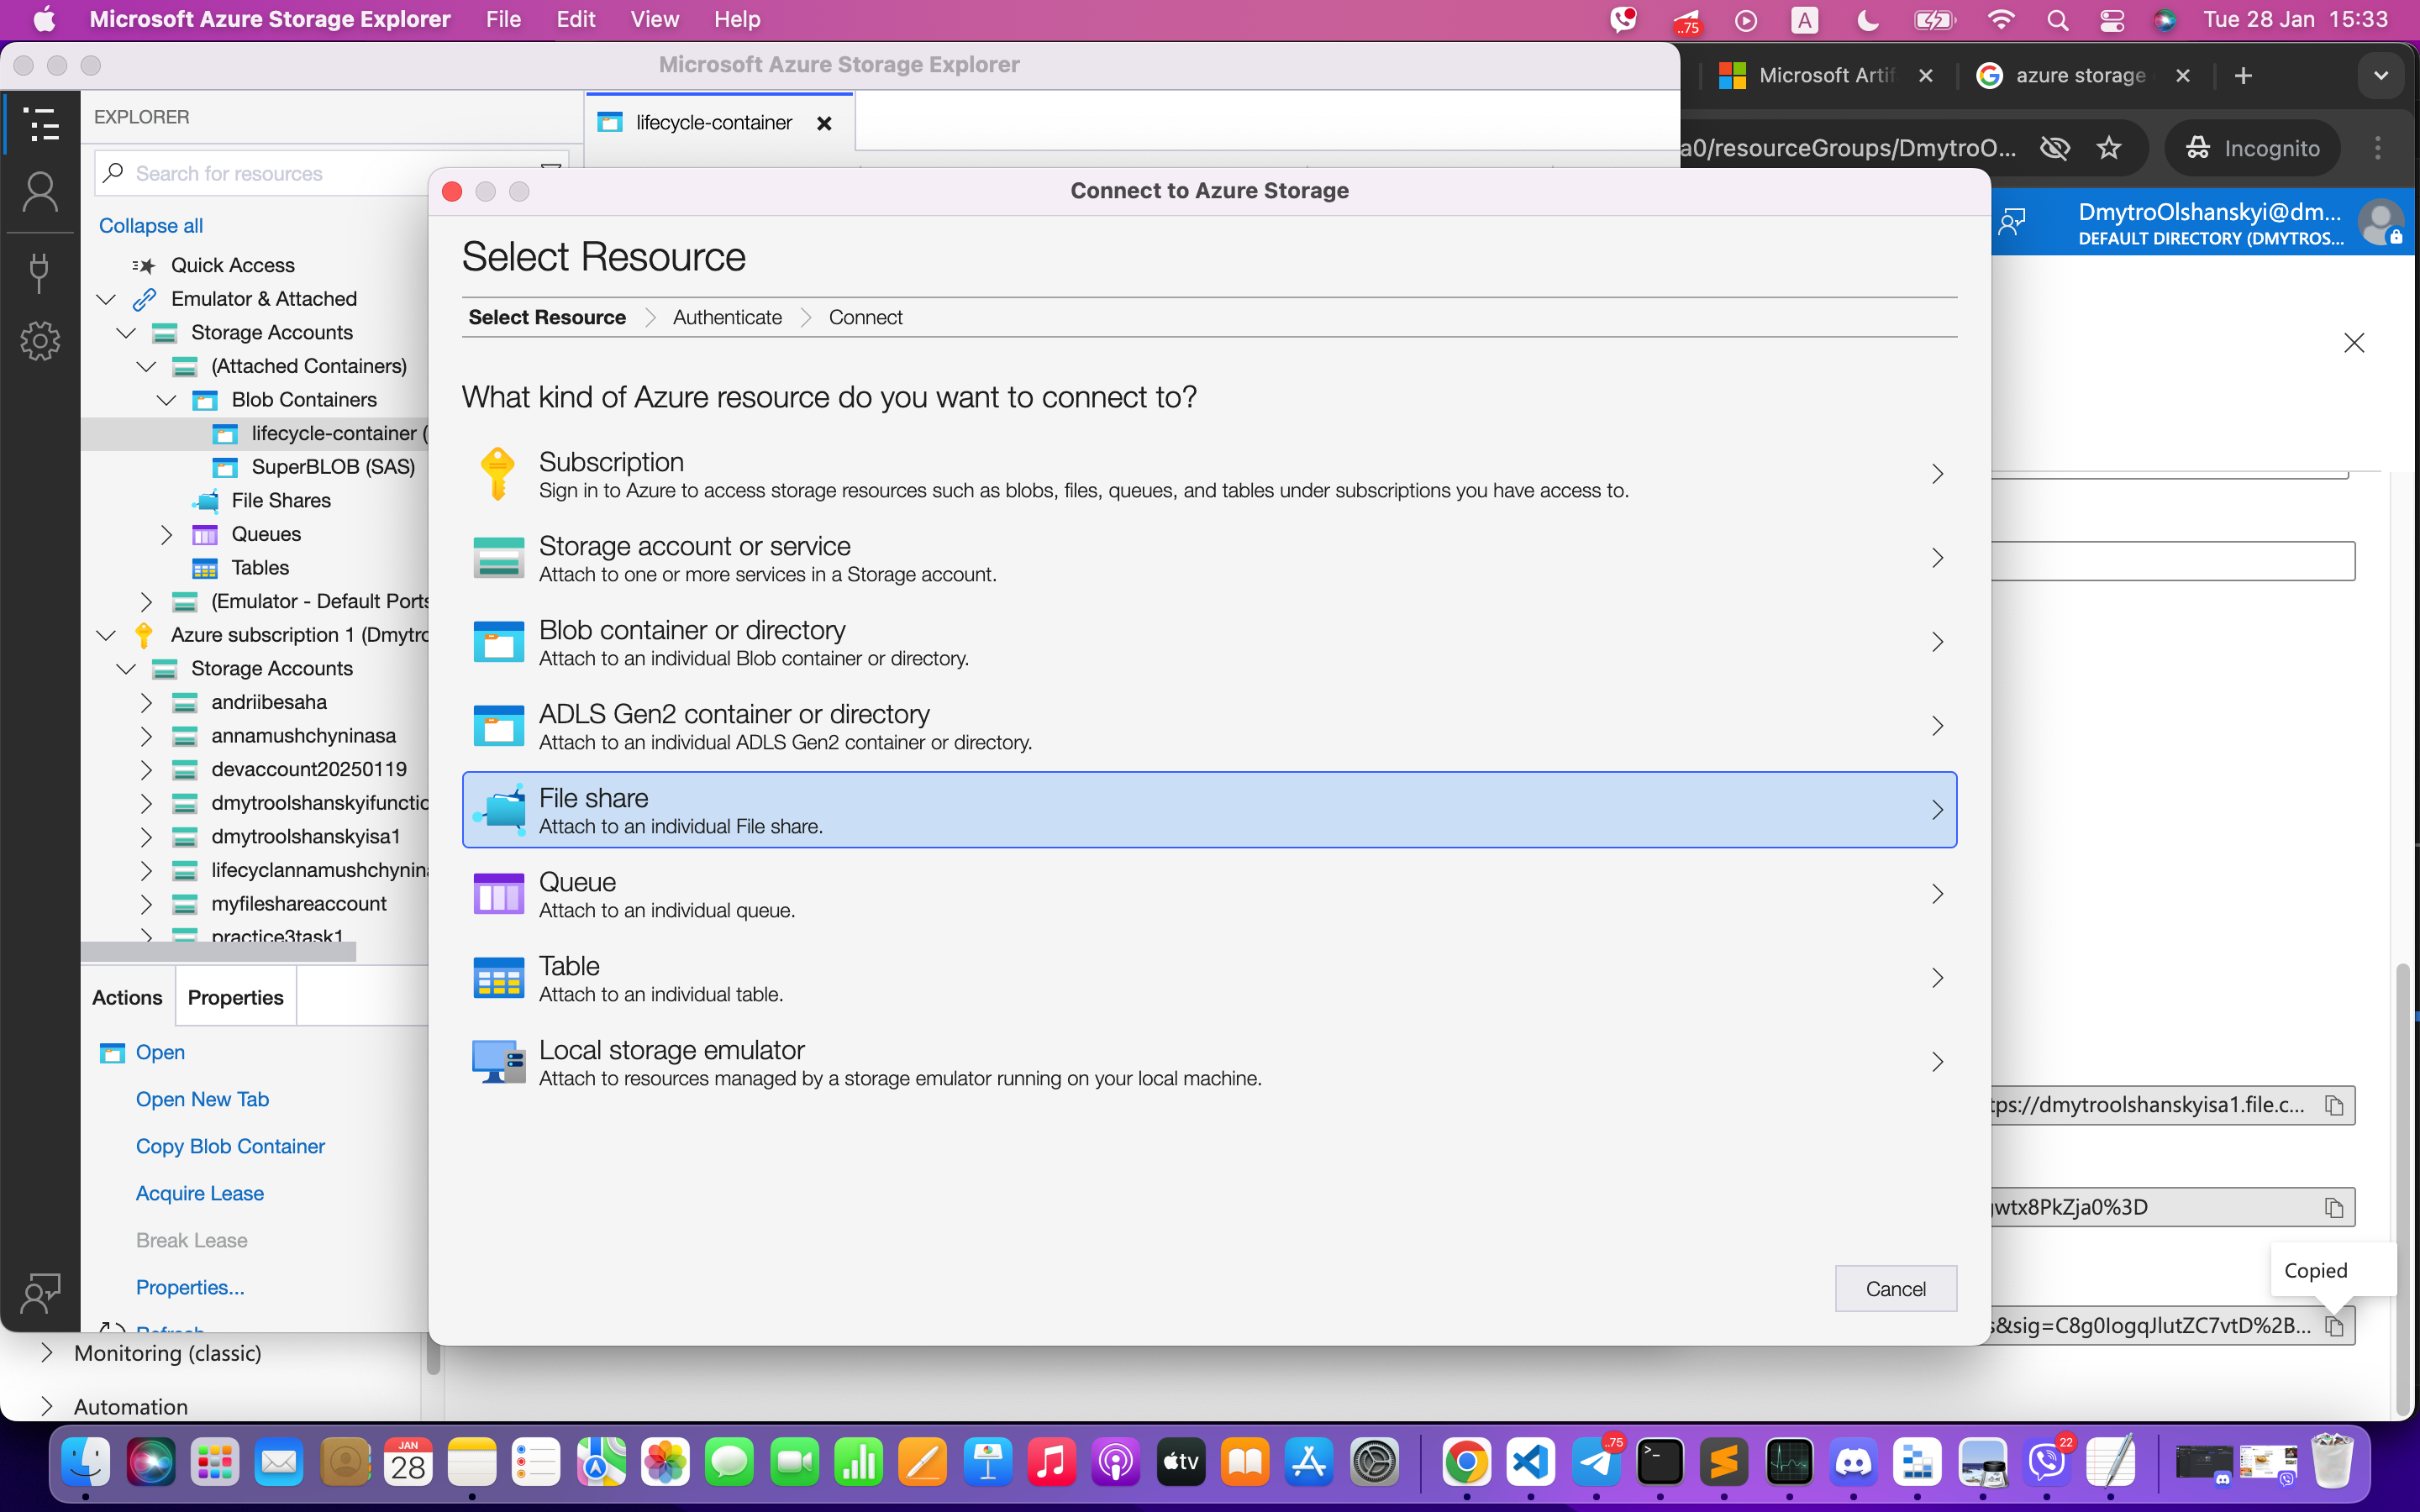 Microsoft Azure Storage Explorer File Edit View Help
..75
A
Tue 28 Jan 15:33
Microsoft Azure Storage Explorer
Microsoft Artif
azure storage
EXPLORER
lifecycle-container
a0/resourceGroups/DmytroO...
Incognito
Search for resources
Connect to Azure Storage
DmytroOlshanskyi@dm...
DEFAULT DIRECTORY (DMYTROS...
Collapse all
Quick Access
Emulator & Attached
Storage Accounts
(Attached Containers)
Blob Containers
lifecycle-container (
SuperBLOB (SAS)
File Shares
Queues
Tables
(Emulator - Default Ports
Azure subscription 1 (Dmytro
Storage Accounts
andriibesaha
annamushchyninasa
devaccount20250119
dmytroolshanskyifunctio
dmytroolshanskyisa1
lifecyclannamushchynin
myfileshareaccount
practice3task1
Actions Properties
Open
Open New Tab
Copy Blob Container
Acquire Lease
Break Lease
Properties...
Refresh
Select Resource
Select Resource Authenticate Connect
What kind of Azure resource do you want to connect to?
Subscription
Sign in to Azure to access storage resources such as blobs, files, queues, and tables under subscriptions you have access to.
Storage account or service
Attach to one or more services in a Storage account.
Blob container or directory
Attach to an individual Blob container or directory.
ADLS Gen2 container or directory
Attach to an individual ADLS Gen2 container or directory.
File share
Attach to an individual File share.
Queue
Attach to an individual queue.
Table
Attach to an individual table.
Local storage emulator
Attach to resources managed by a storage emulator running on your local machine.
Cancel
tps://dmytroolshanskyisa1.file.c...
wtx8PkZja0%3D
Copied
s&sig=C8g0IogqJlutZC7vtD%2B...
Monitoring (classic)
Automation
JAN
28
tv
..75
22